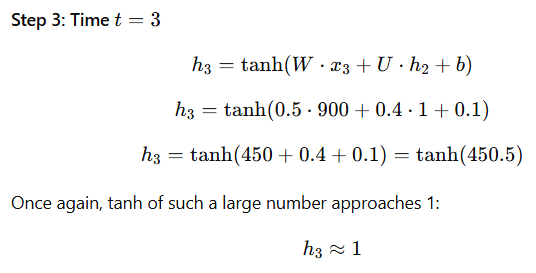 Step 3: Time t = 3
h₃ = tanh(W · x₃ + U · h₂ + b)
h₃ = tanh(0.5 · 900 + 0.4 · 1 + 0.1)
h₃ = tanh(450 + 0.4 + 0.1) = tanh(450.5)
Once again, tanh of such a large number approaches 1:
h₃ ≈ 1